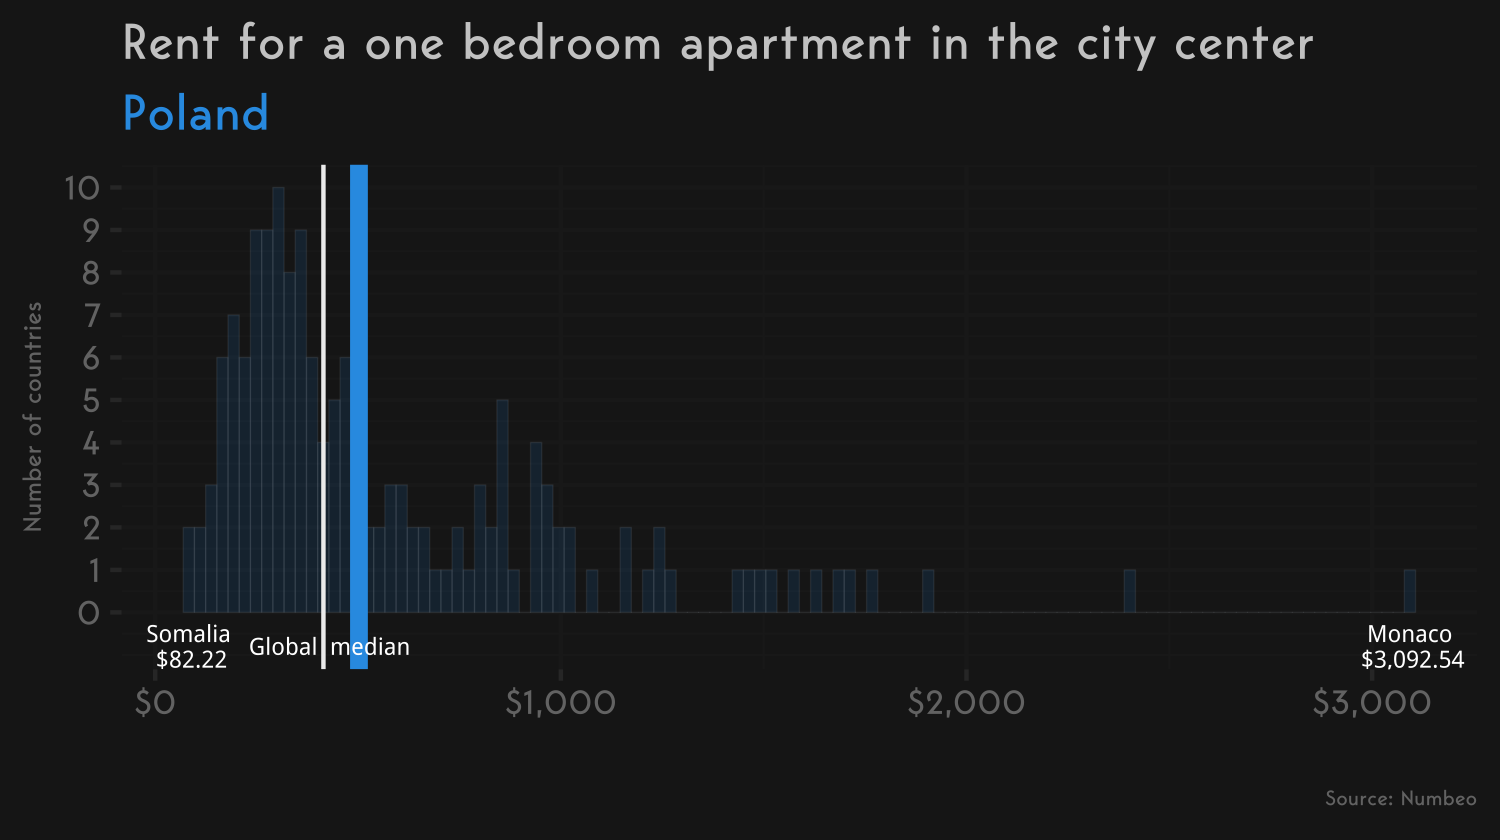 Rent for a one bedroom apartment in the city center
Poland
Number of countries
10
9
8
7
6
5
4
3
2
1
0
Somalia
$82.22
Global median
Monaco
$3,092.54
$0
$1,000
$2,000
$3,000
Source: Numbeo